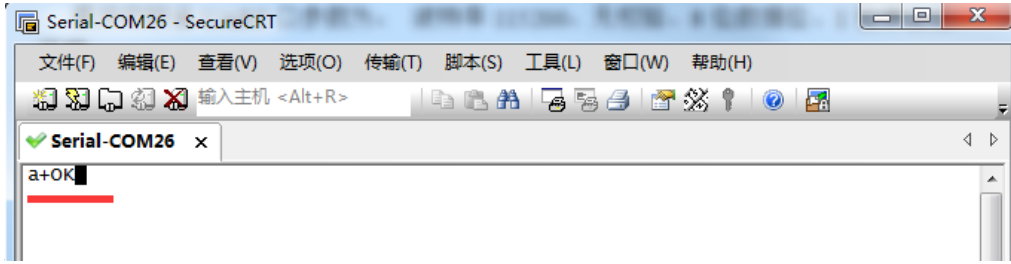 Serial-COM26 - SecureCRT
文件(F) 编辑(E) 查看(V) 选项(O) 传输(T) 脚本(S) 工具(L) 窗口(W) 帮助(H)
输入主机 <Alt+R>
Serial-COM26
a+OK